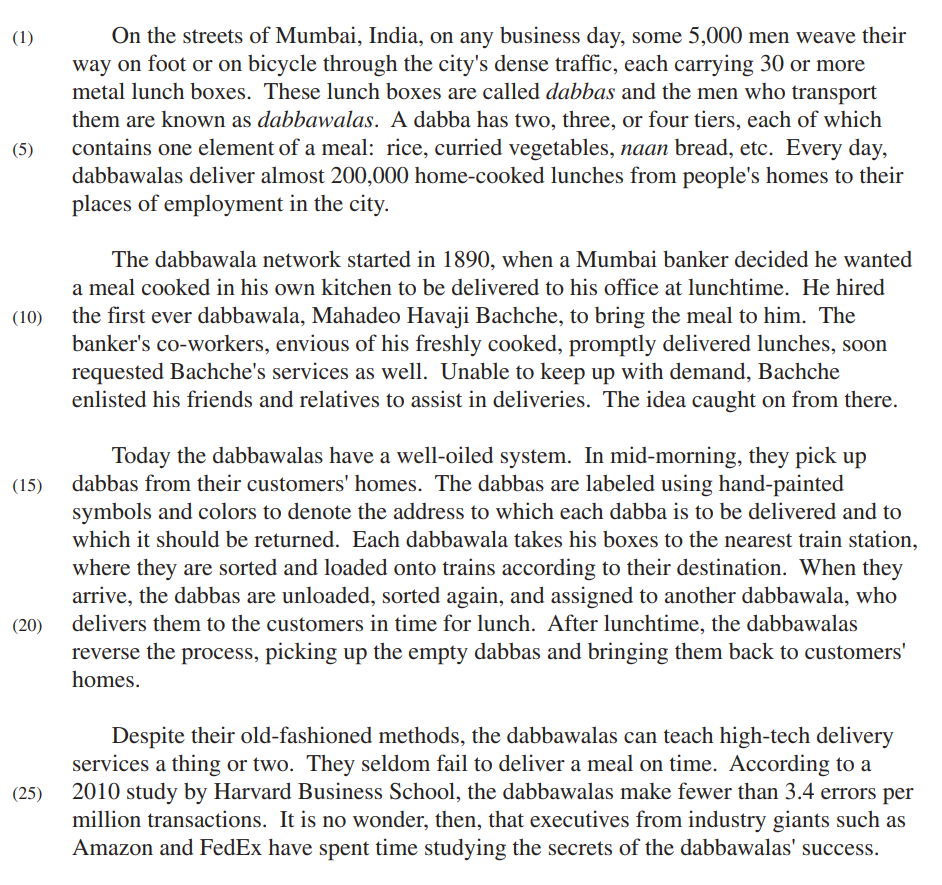 (1) On the streets of Mumbai, India, on any business day, some 5,000 men weave their
way on foot or on bicycle through the city's dense traffic, each carrying 30 or more
metal lunch boxes. These lunch boxes are called dabbas and the men who transport
them are known as dabbawalas. A dabba has two, three, or four tiers, each of which
(5) contains one element of a meal: rice, curried vegetables, naan bread, etc. Every day,
dabbawalas deliver almost 200,000 home-cooked lunches from people's homes to their
places of employment in the city.
The dabbawala network started in 1890, when a Mumbai banker decided he wanted
a meal cooked in his own kitchen to be delivered to his office at lunchtime. He hired
(10) the first ever dabbawala, Mahadeo Havaji Bachche, to bring the meal to him. The
banker's co-workers, envious of his freshly cooked, promptly delivered lunches, soon
requested Bachche's services as well. Unable to keep up with demand, Bachche
enlisted his friends and relatives to assist in deliveries. The idea caught on from there.
Today the dabbawalas have a well-oiled system. In mid-morning, they pick up
(15) dabbas from their customers' homes. The dabbas are labeled using hand-painted
symbols and colors to denote the address to which each dabba is to be delivered and to
which it should be returned. Each dabbawala takes his boxes to the nearest train station,
where they are sorted and loaded onto trains according to their destination. When they
arrive, the dabbas are unloaded, sorted again, and assigned to another dabbawala, who
(20) delivers them to the customers in time for lunch. After lunchtime, the dabbawalas
reverse the process, picking up the empty dabbas and bringing them back to customers'
homes.
Despite their old-fashioned methods, the dabbawalas can teach high-tech delivery
services a thing or two. They seldom fail to deliver a meal on time. According to a
(25) 2010 study by Harvard Business School, the dabbawalas make fewer than 3.4 errors per
million transactions. It is no wonder, then, that executives from industry giants such as
Amazon and FedEx have spent time studying the secrets of the dabbawalas' success.